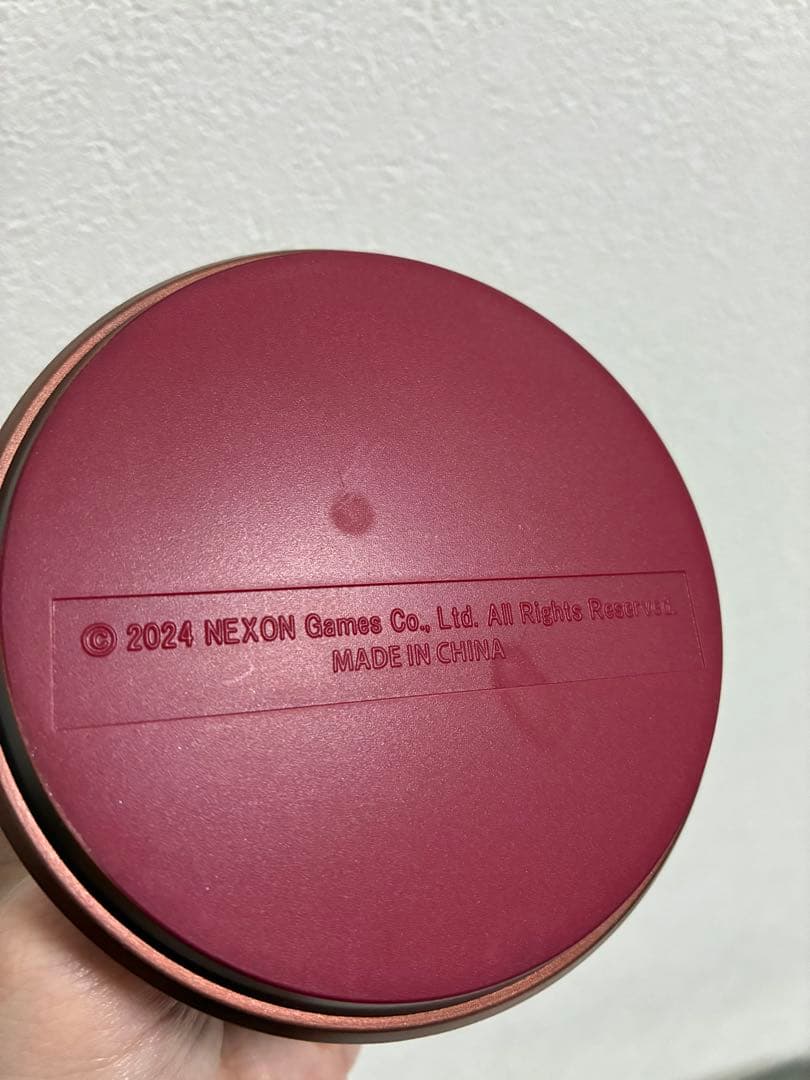 © 2024 NEXON Games Co., Ltd. All Rights Reserved.
MADE IN CHINA